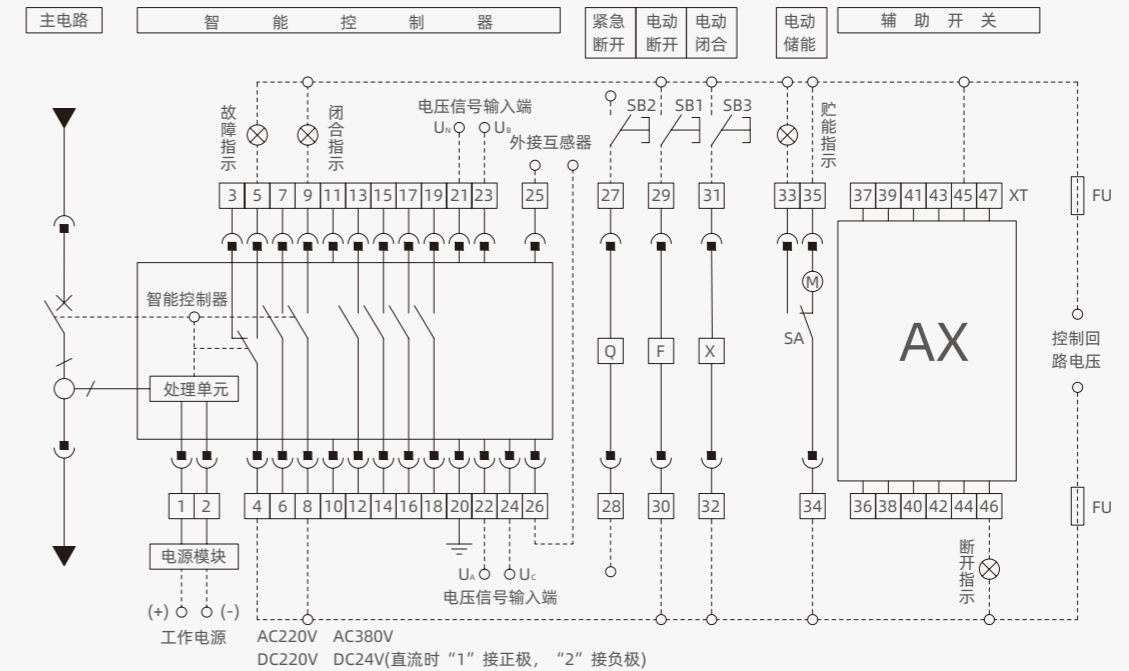 主电路 智能控制器 紧急断开 电动断开 电动闭合 电动储能 辅助开关
故障指示 闭合指示 电压信号输入端 SB2 SB1 SB3 贮能指示
UN UB 外接互感器
3 5 7 9 11 13 15 17 19 21 23 25 27 29 31 33 35 37 39 41 43 45 47 XT FU
智能控制器 M
SA Q F X AX 控制回路电压
处理单元
1 2 4 6 8 10 12 14 16 18 20 22 24 26 28 30 32 34 36 38 40 42 44 46 FU
电源模块 断开指示
UA UC
电压信号输入端
(+) (-)
工作电源 AC220V AC380V
DC220V DC24V(直流时“1”接正极，“2”接负极)